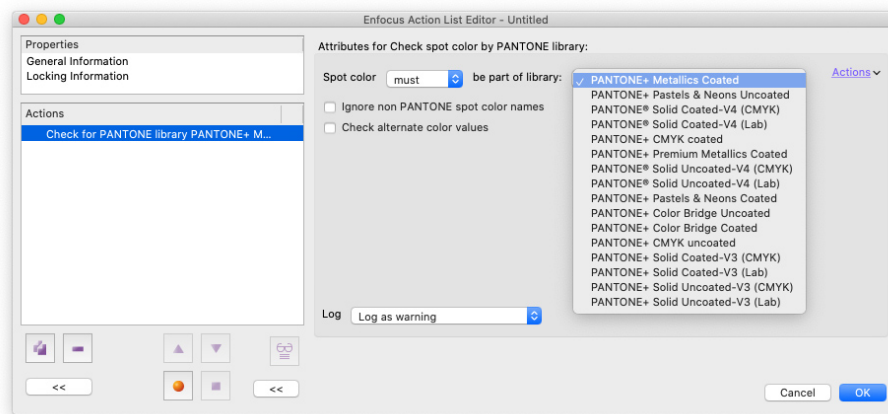 Enfocus Action List Editor - Untitled
Properties
General Information
Locking Information
Actions
Check for PANTONE library PANTONE+ M...
<<
<<
Attributes for Check spot color by PANTONE library:
Spot color must be part of library:
Actions
Ignore non PANTONE spot color names
Check alternate color values
PANTONE+ Metallics Coated
PANTONE+ Pastels & Neons Uncoated
PANTONE® Solid Coated-V4 (CMYK)
PANTONE® Solid Coated-V4 (Lab)
PANTONE+ CMYK coated
PANTONE+ Premium Metallics Coated
PANTONE® Solid Uncoated-V4 (CMYK)
PANTONE® Solid Uncoated-V4 (Lab)
PANTONE+ Pastels & Neons Coated
PANTONE+ Color Bridge Uncoated
PANTONE+ Color Bridge Coated
PANTONE+ CMYK uncoated
PANTONE+ Solid Coated-V3 (CMYK)
PANTONE+ Solid Coated-V3 (Lab)
PANTONE+ Solid Uncoated-V3 (CMYK)
PANTONE+ Solid Uncoated-V3 (Lab)
Log Log as warning
Cancel OK